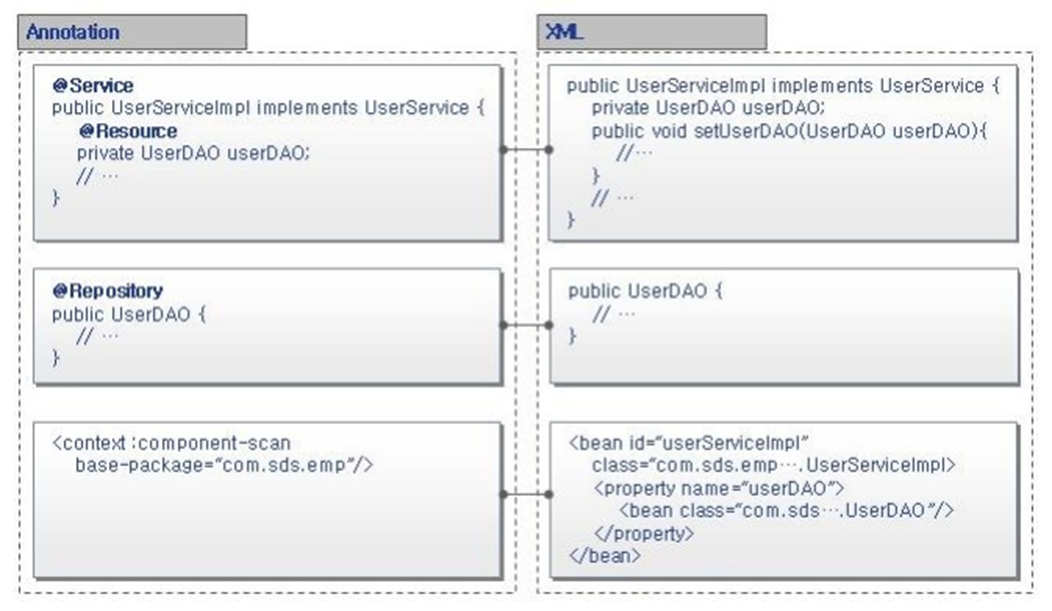 Annotation
@Service
public UserServiceImpl implements UserService {
@Resource
private UserDAO userDAO;
// ⋯
}
@Repository
public UserDAO {
// ⋯
}
<context:component-scan
base-package="com.sds.emp"/>
XML
public UserServiceImpl implements UserService {
private UserDAO userDAO;
public void setUserDAO(UserDAO userDAO){
//⋯
}
// ⋯
}
public UserDAO {
// ⋯
}
<bean id="userServiceImpl"
class="com.sds.emp⋯.UserServiceImpl>
<property name="userDAO">
<bean class="com.sds⋯.UserDAO"/>
</property>
</bean>